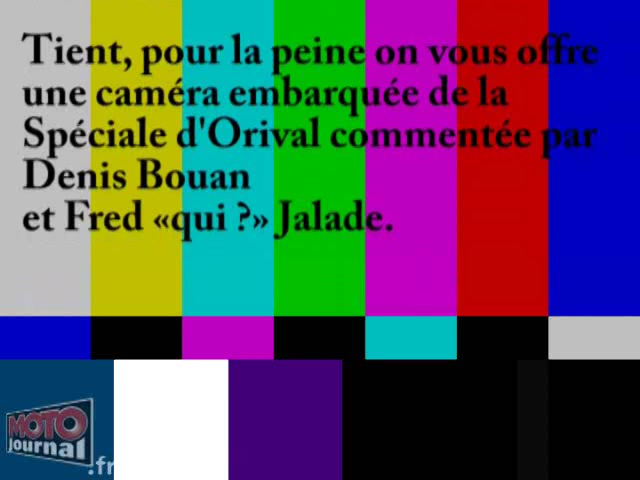 Tient, pour la peine on vous offre
une caméra embarquée de la
Spéciale d'Orival commentée par
Denis Bouan
et Fred «qui ?» Jalade.
MOTO
Journal
.fr